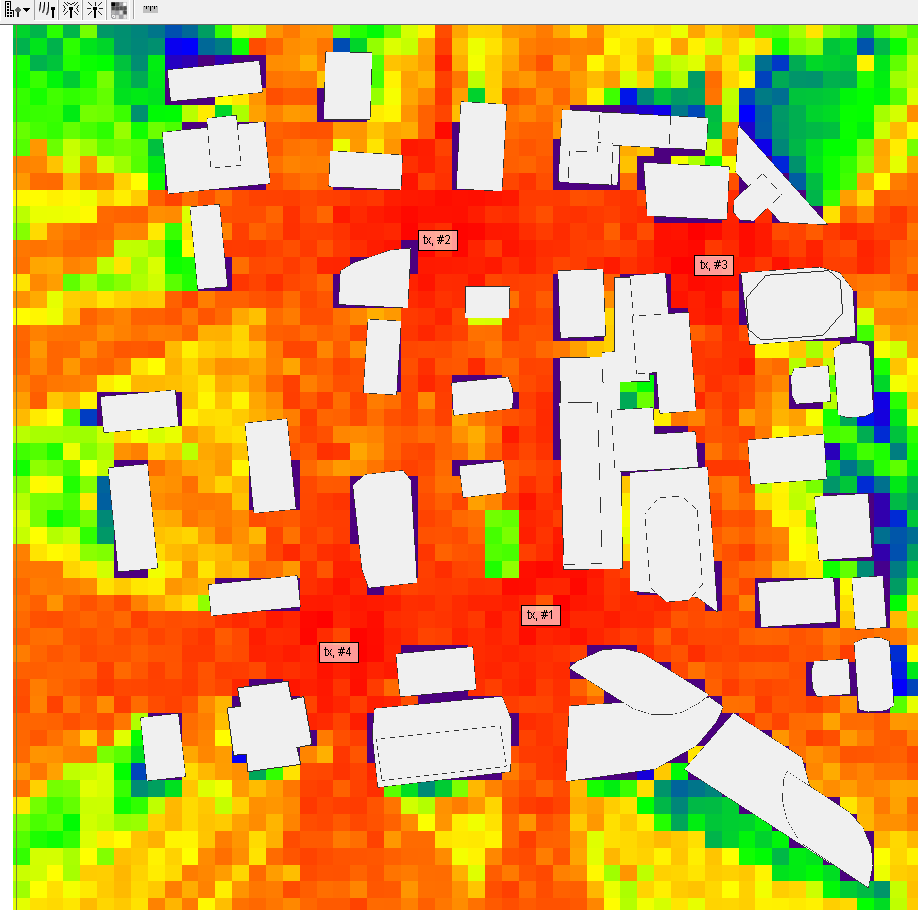 tx, #2
tx, #3
tx, #1
tx, #4